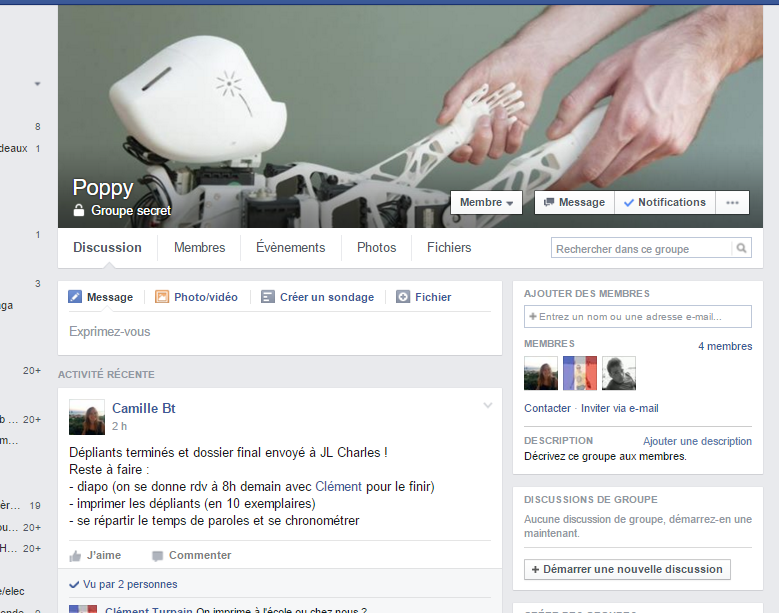 8
deaux 1
1
3
nga
20+
b ... 20+
m...
èr... 19
ou... 20+
H... 20+
e/elec
Poppy
Groupe secret
Membre
Message
Notifications
Discussion
Membres
Évènements
Photos
Fichiers
Rechercher dans ce groupe
Message
Photo/vidéo
Créer un sondage
Fichier
Exprimez-vous
ACTIVITÉ RÉCENTE
Camille Bt
2 h
Dépliants terminés et dossier final envoyé à JL Charles !
Reste à faire :
- diapo (on se donne rdv à 8h demain avec Clément pour le finir)
- imprimer les dépliants (en 10 exemplaires)
- se répartir le temps de paroles et se chronométrer
J'aime
Commenter
Vu par 2 personnes
Clément Turpain On imprime à l'école ou chez nous ?
AJOUTER DES MEMBRES
+ Entrez un nom ou une adresse e-mail...
MEMBRES
4 membres
Contacter · Inviter via e-mail
DESCRIPTION
Ajouter une description
Décrivez ce groupe aux membres.
DISCUSSIONS DE GROUPE
Aucune discussion de groupe, démarrez-en une
maintenant.
+ Démarrer une nouvelle discussion